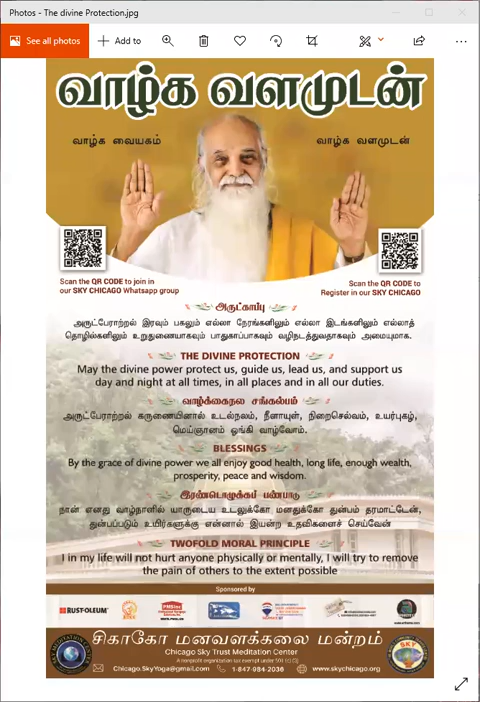 Photos - The divine Protection.jpg
See all photos
Add to
வாழ்க வளமுடன்
வாழ்க வையகம்
வாழ்க வளமுடன்
Scan the QR CODE to join in
our SKY CHICAGO Whatsapp group
Scan the QR CODE to
Register in our SKY CHICAGO
அருட்காப்பு
அருட்பேராற்றல் இரவும் பகலும் எல்லா நேரங்களிலும் எல்லா இடங்களிலும் எல்லாத்
தொழில்களிலும் உறுதுணையாகவும் பாதுகாப்பாகவும் வழிநடத்துவதாகவும் அமையுமாக.
THE DIVINE PROTECTION
May the divine power protect us, guide us, lead us, and support us
day and night at all times, in all places and in all our duties.
வாழ்க்கைநல சங்கல்பம்
அருட்பேராற்றல் கருணையினால் உடல்நலம், நீளாயுள், நிறைசெல்வம், உயர்புகழ்,
மெய்ஞானம் ஓங்கி வாழ்வோம்.
BLESSINGS
By the grace of divine power we all enjoy good health, long life, enough wealth,
prosperity, peace and wisdom.
இரண்டொழுக்கப் பண்பாடு
நான் எனது வாழ்நாளில் யாருடைய உடலுக்கோ மனதுக்கோ துன்பம் தரமாட்டேன்,
துன்பப்படும் உயிர்களுக்கு என்னால் இயன்ற உதவிகளைச் செய்வேன்
TWOFOLD MORAL PRINCIPLE
I in my life will not hurt anyone physically or mentally, I will try to remove
the pain of others to the extent possible
Sponsored by
RUST-OLEUM
சிகாகோ மனவளக்கலை மன்றம்
Chicago Sky Trust Meditation Center
A nonprofit organization tax exempt under 501 (c) (3)
Chicago.SkyYoga@gmail.com
1-847-984-2036
www.skychicago.org
SKY